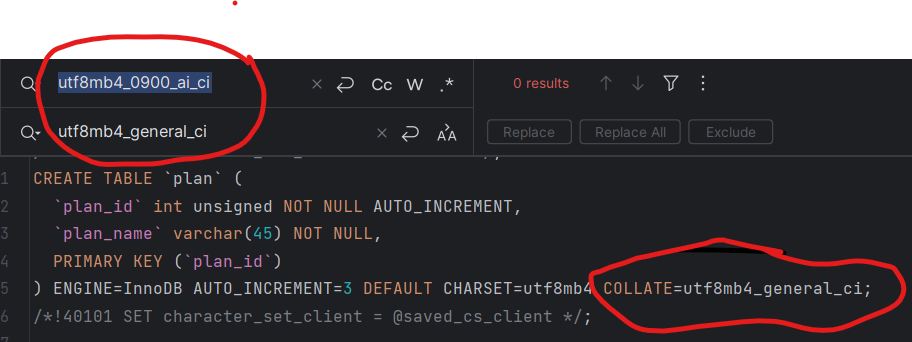 utf8mb4_0900_ai_ci
Cc W .*
0 results
utf8mb4_general_ci
Replace Replace All Exclude
1 CREATE TABLE `plan` (
2 `plan_id` int unsigned NOT NULL AUTO_INCREMENT,
3 `plan_name` varchar(45) NOT NULL,
4 PRIMARY KEY (`plan_id`)
5 ) ENGINE=InnoDB AUTO_INCREMENT=3 DEFAULT CHARSET=utf8mb4 COLLATE=utf8mb4_general_ci;
6 /*!40101 SET character_set_client = @saved_cs_client */;